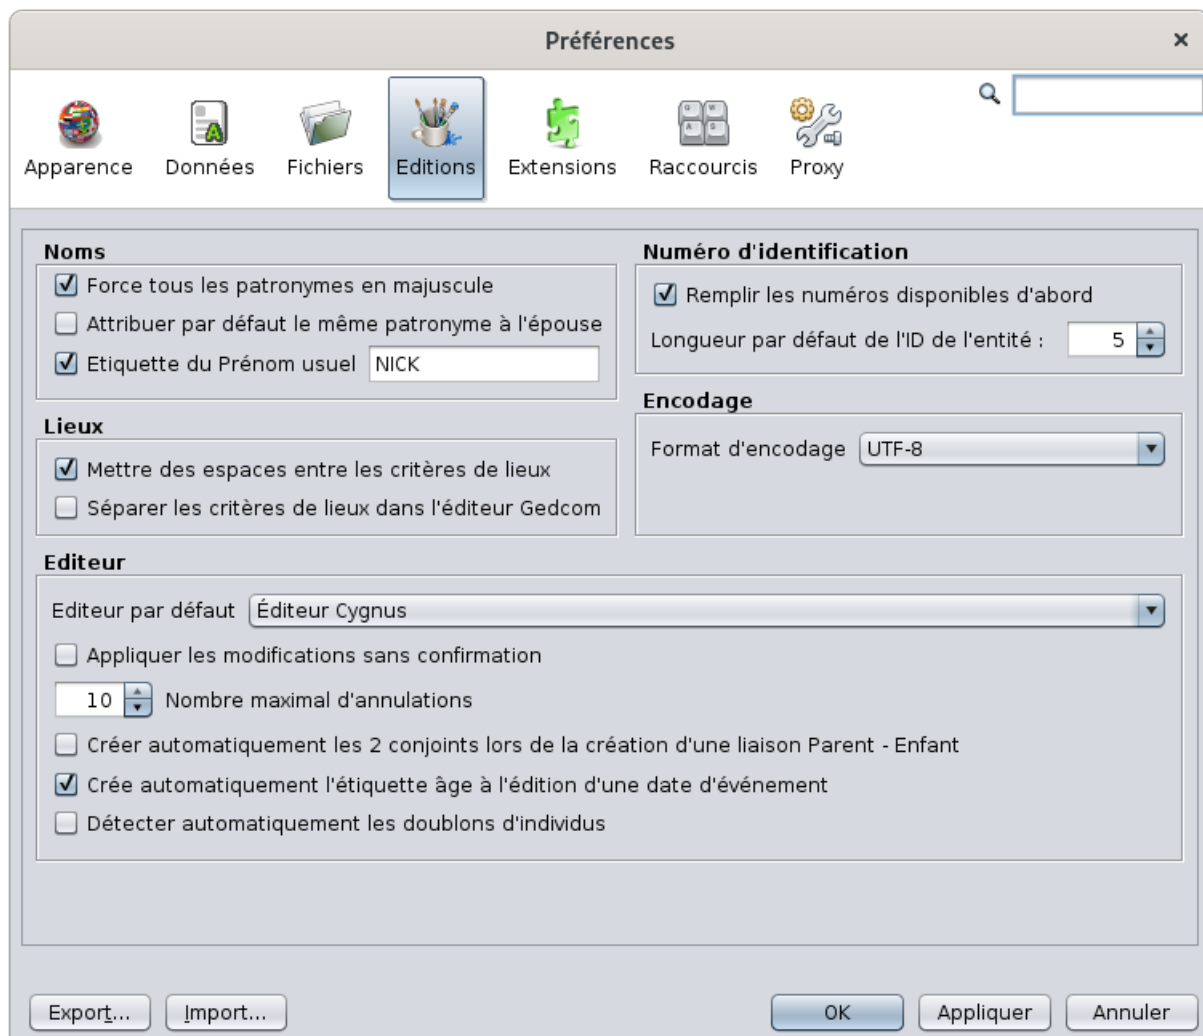 Préférences
Apparence
Données
Fichiers
Editions
Extensions
Raccourcis
Proxy
Noms
Force tous les patronymes en majuscule
Attribuer par défaut le même patronyme à l'épouse
Etiquette du Prénom usuel NICK
Numéro d'identification
Remplir les numéros disponibles d'abord
Longueur par défaut de l'ID de l'entité : 5
Lieux
Mettre des espaces entre les critères de lieux
Séparer les critères de lieux dans l'éditeur Gedcom
Encodage
Format d'encodage UTF-8
Editeur
Editeur par défaut Éditeur Cygnus
Appliquer les modifications sans confirmation
10 Nombre maximal d'annulations
Créer automatiquement les 2 conjoints lors de la création d'une liaison Parent - Enfant
Crée automatiquement l'étiquette âge à l'édition d'une date d'événement
Détecter automatiquement les doublons d'individus
Export...
Import...
OK
Appliquer
Annuler